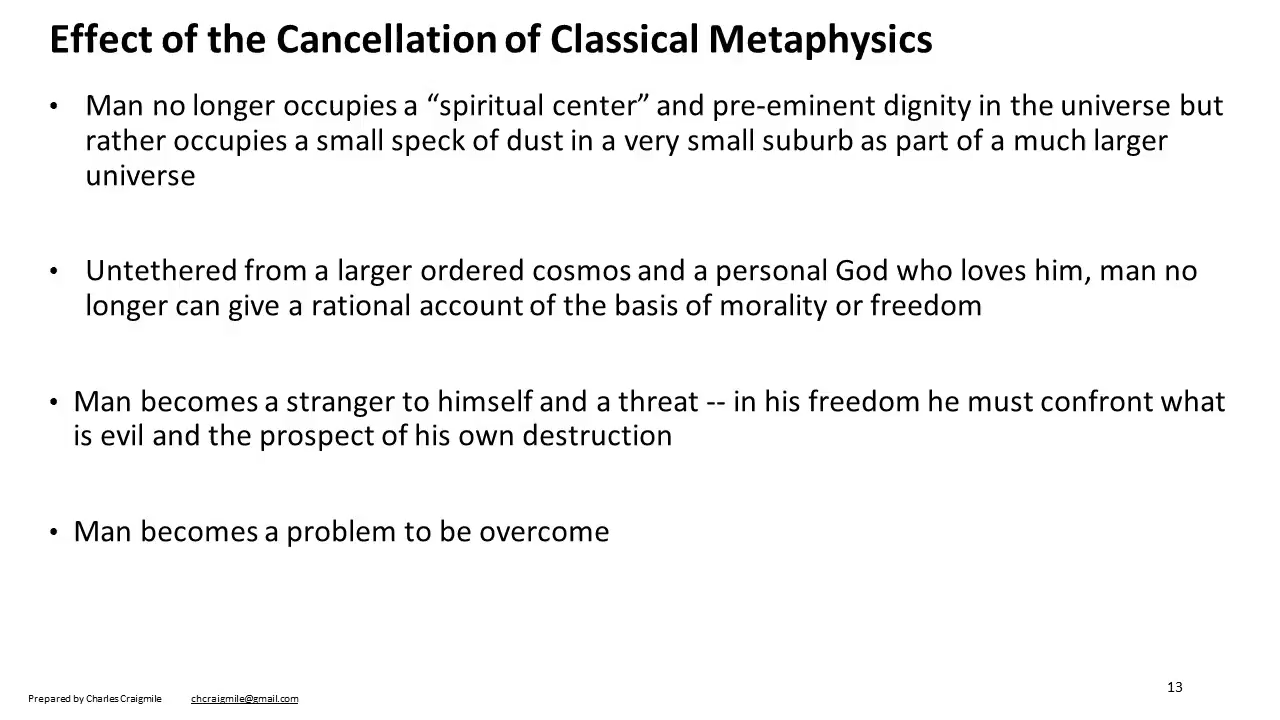 Effect of the Cancellation of Classical Metaphysics
• Man no longer occupies a “spiritual center” and pre-eminent dignity in the universe but
rather occupies a small speck of dust in a very small suburb as part of a much larger
universe
• Untethered from a larger ordered cosmos and a personal God who loves him, man no
longer can give a rational account of the basis of morality or freedom
• Man becomes a stranger to himself and a threat -- in his freedom he must confront what
is evil and the prospect of his own destruction
• Man becomes a problem to be overcome
Prepared by Charles Craigmile chcraigmile@gmail.com
13